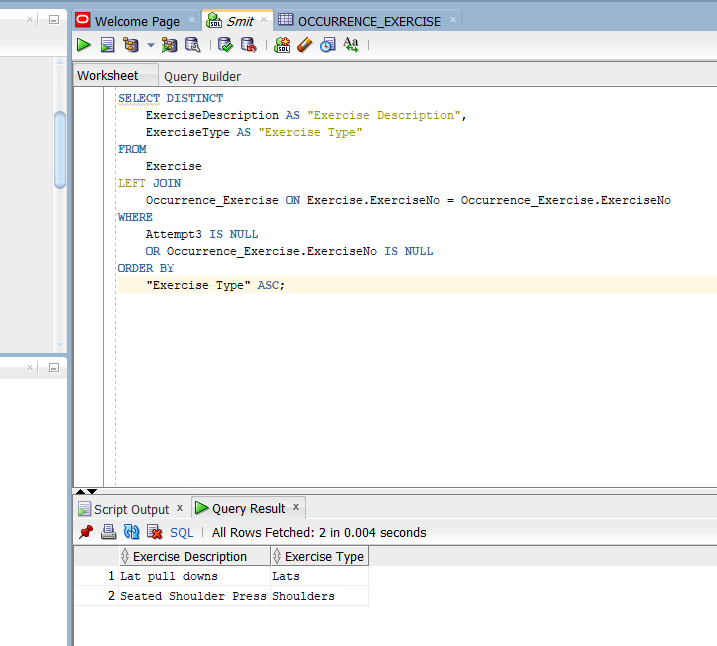 Welcome Page
Smit
OCCURRENCE_EXERCISE
Worksheet
Query Builder
SELECT DISTINCT
ExerciseDescription AS "Exercise Description",
ExerciseType AS "Exercise Type"
FROM
Exercise
LEFT JOIN
Occurrence_Exercise ON Exercise.ExerciseNo = Occurrence_Exercise.ExerciseNo
WHERE
Attempt3 IS NULL
OR Occurrence_Exercise.ExerciseNo IS NULL
ORDER BY
"Exercise Type" ASC;
Script Output
Query Result
SQL
All Rows Fetched: 2 in 0.004 seconds
Exercise Description Exercise Type
1 Lat pull downs Lats
2 Seated Shoulder Press Shoulders